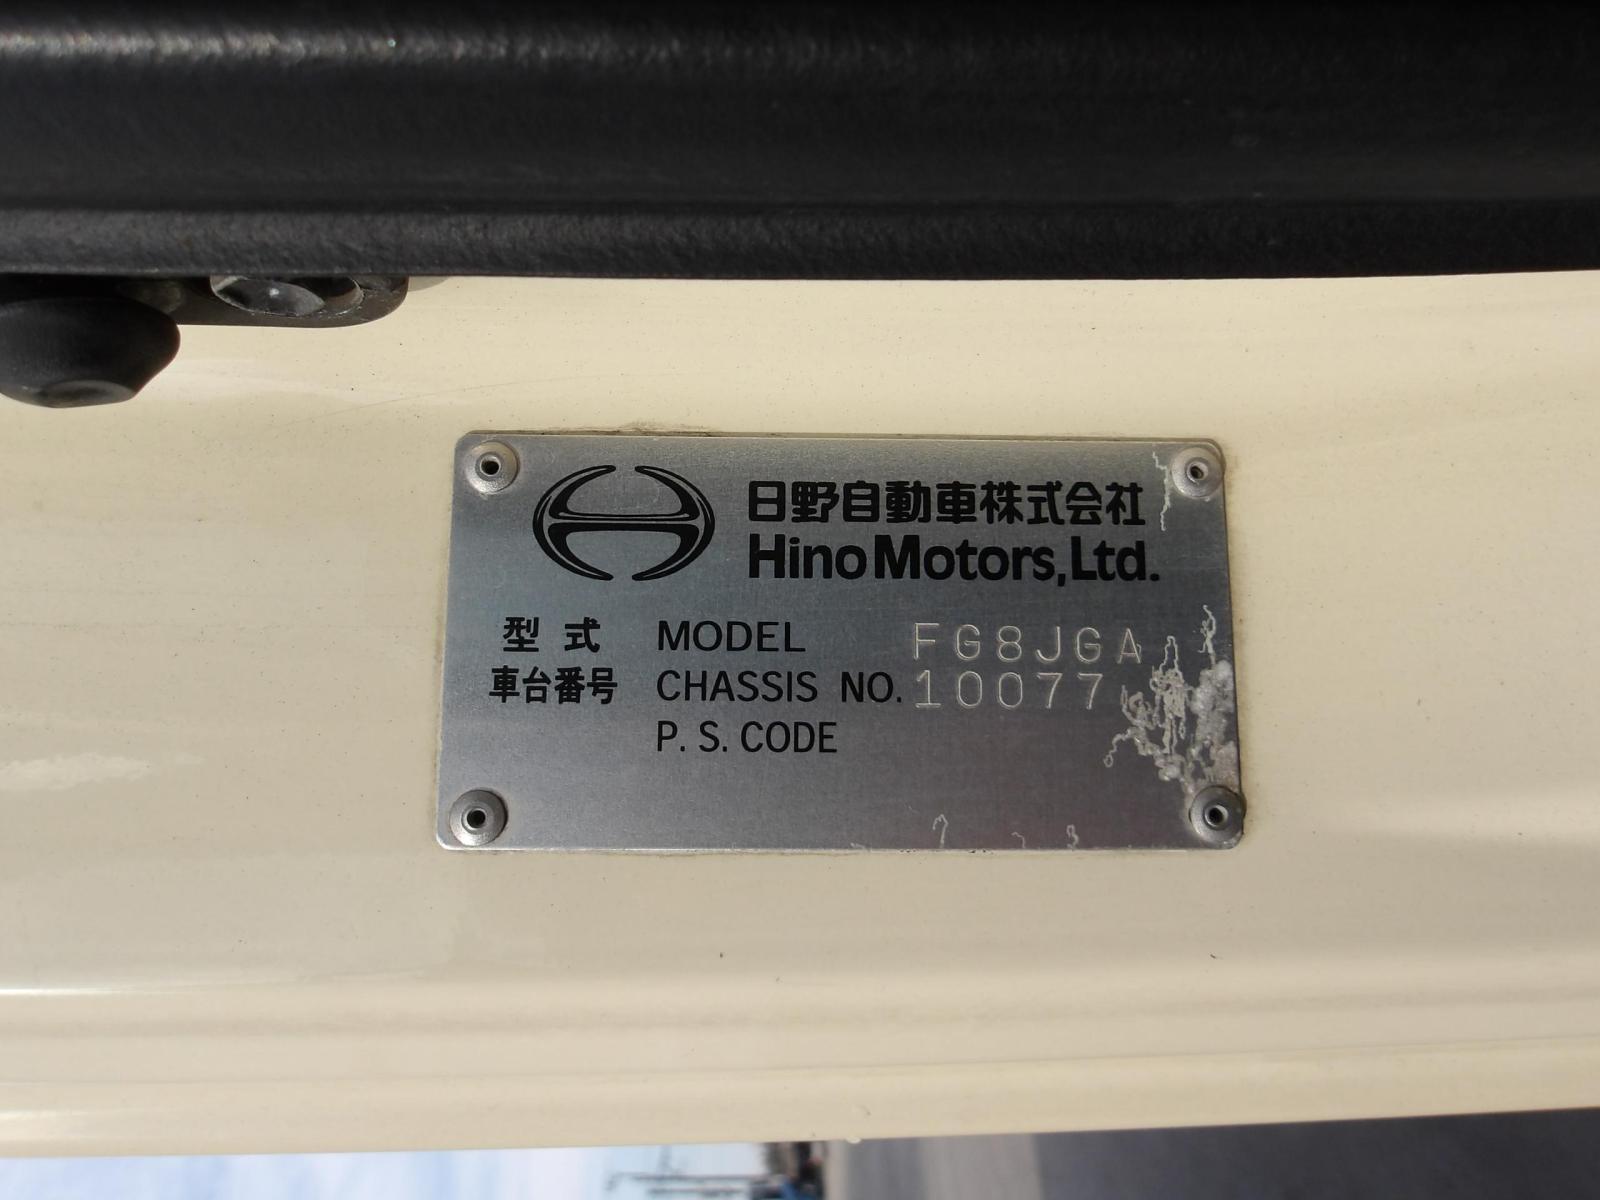 日野自動車株式会社
Hino Motors, Ltd.
型式 MODEL FG8JGA
車台番号 CHASSIS NO. 10077
P. S. CODE